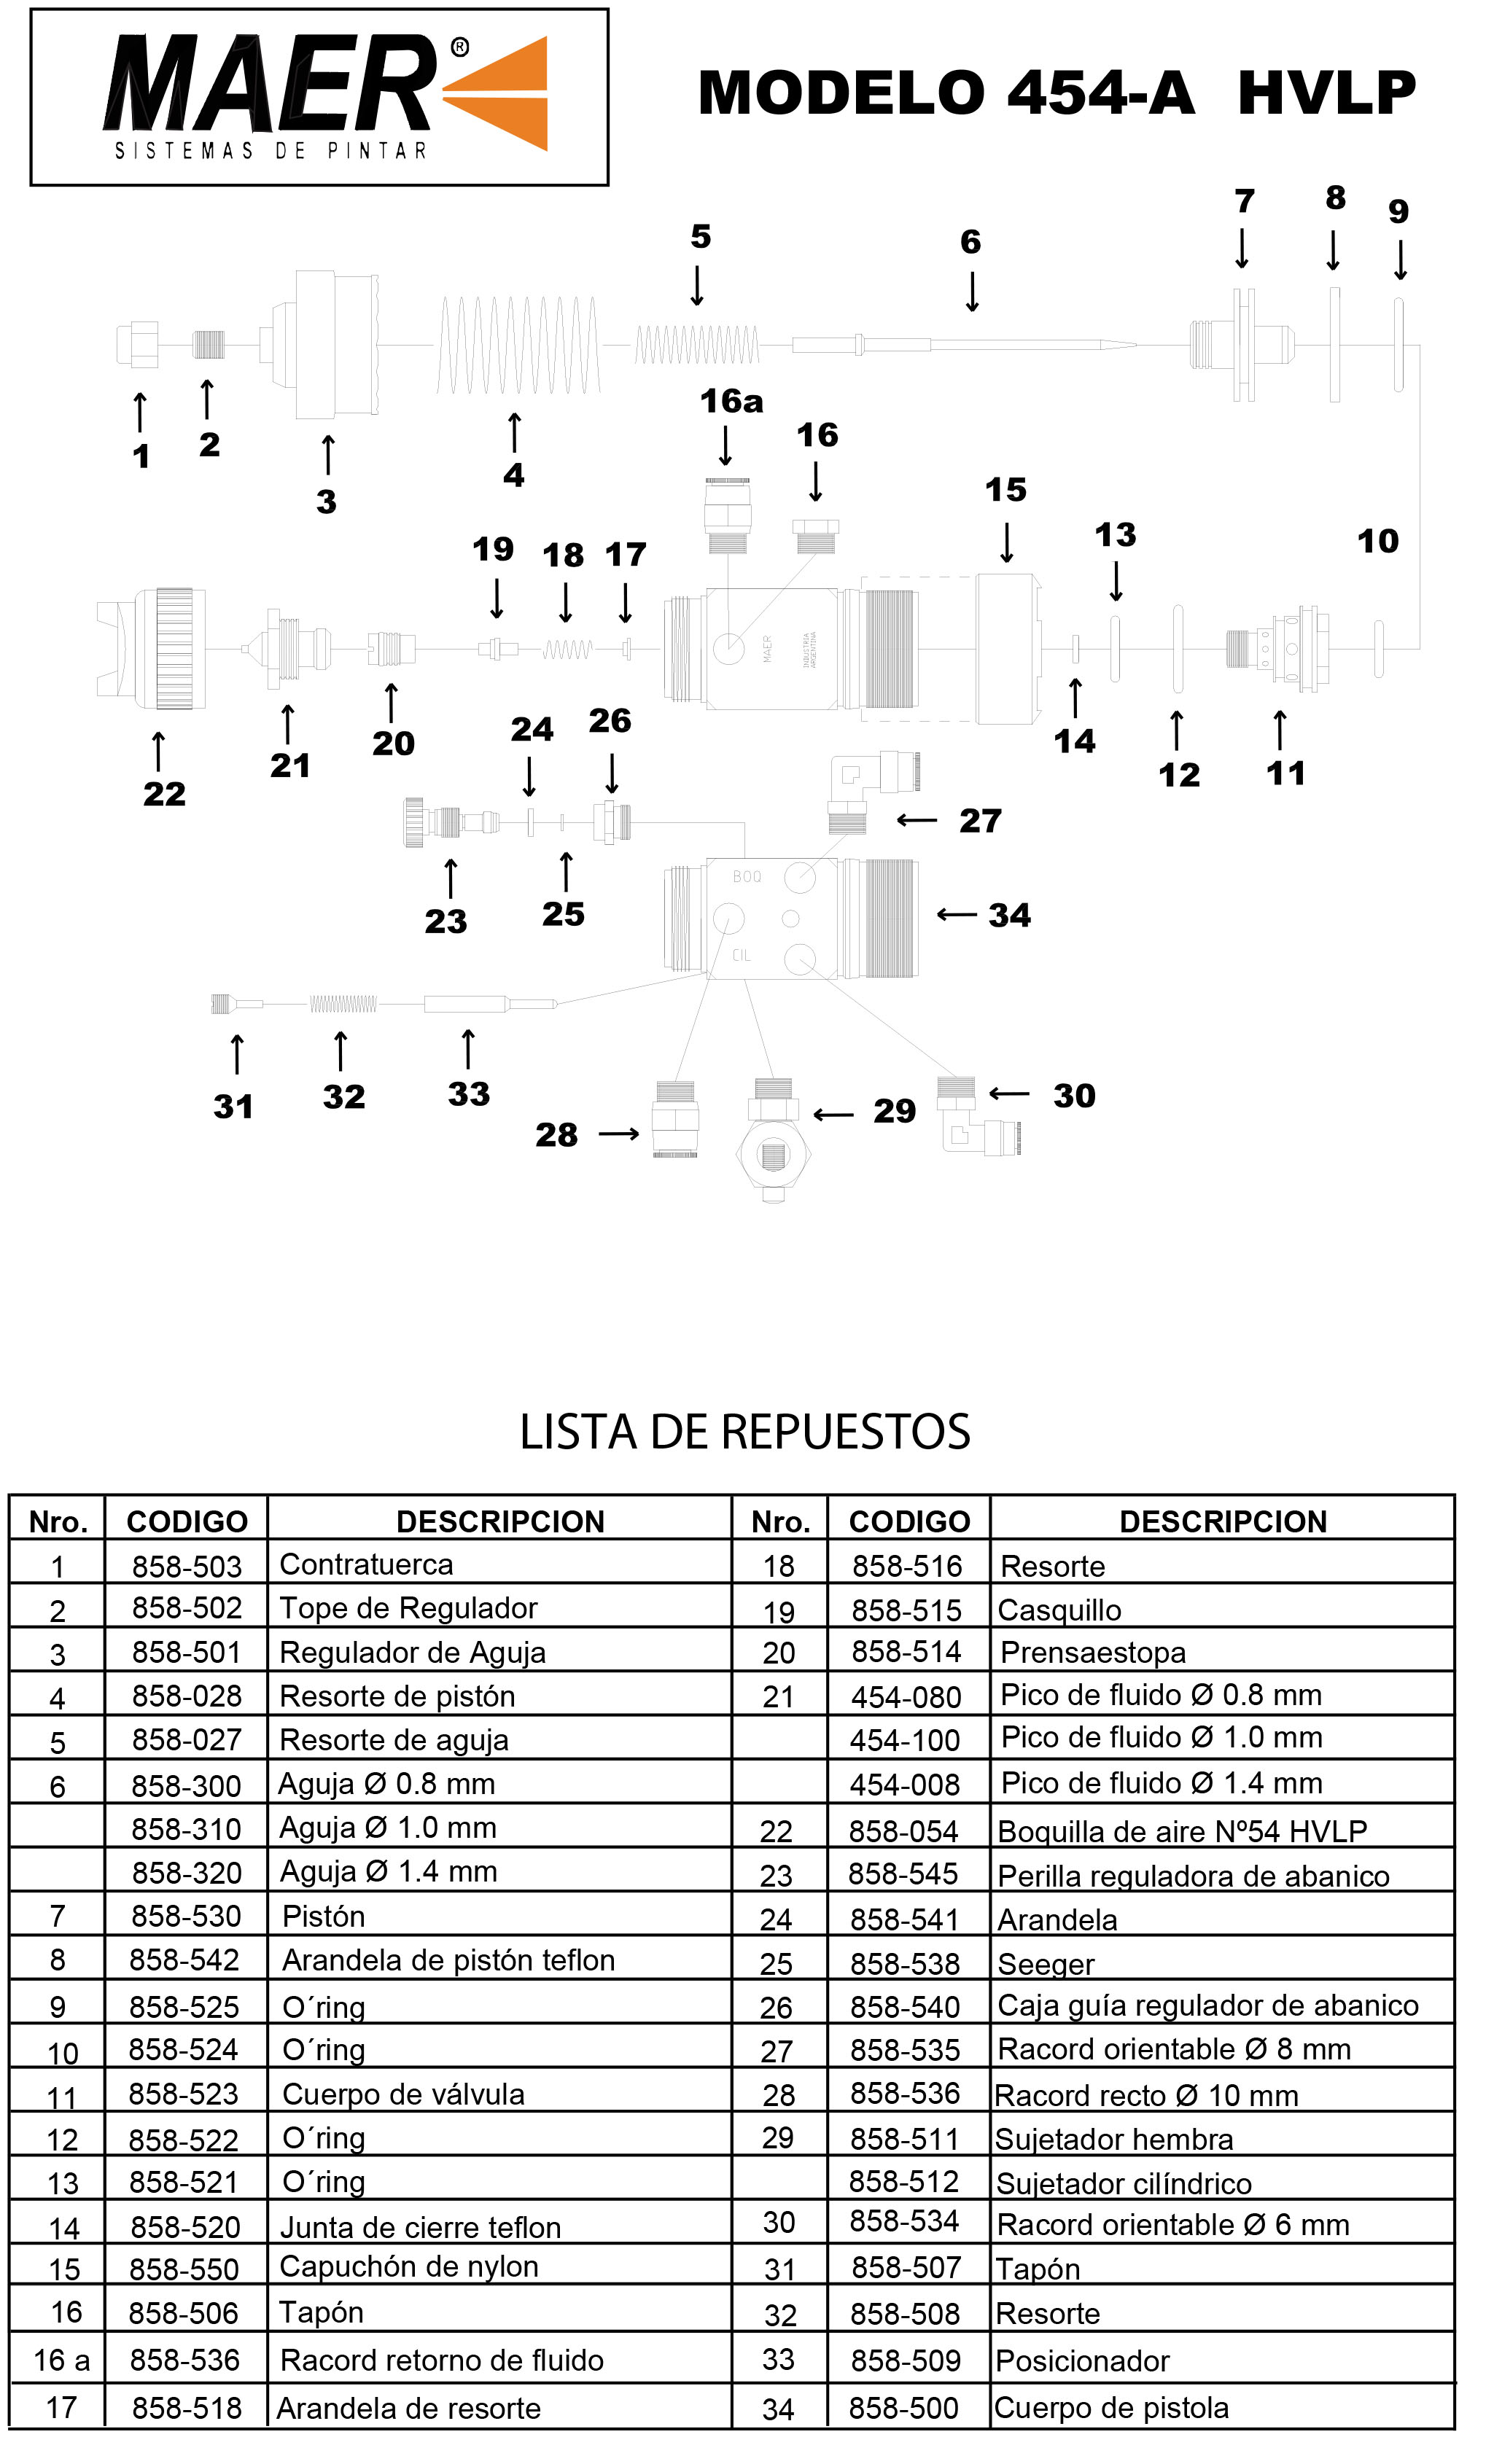 MAER®
SISTEMAS DE PINTAR
MODELO 454-A HVLP
7
8
9
5
6
16a
16
1
2
3
4
15
13
10
19
18
17
MAER
INDUSTRIA
ARGENTINA
14
12
11
22
21
20
24
26
27
23
25
BOQ
34
CIL
31
32
33
28
29
30
LISTA DE REPUESTOS
Nro. CODIGO DESCRIPCION Nro. CODIGO DESCRIPCION
1 858-503 Contratuerca 18 858-516 Resorte
2 858-502 Tope de Regulador 19 858-515 Casquillo
3 858-501 Regulador de Aguja 20 858-514 Prensaestopa
4 858-028 Resorte de pistón 21 454-080 Pico de fluido Ø 0.8 mm
5 858-027 Resorte de aguja 454-100 Pico de fluido Ø 1.0 mm
6 858-300 Aguja Ø 0.8 mm 454-008 Pico de fluido Ø 1.4 mm
858-310 Aguja Ø 1.0 mm 22 858-054 Boquilla de aire Nº54 HVLP
858-320 Aguja Ø 1.4 mm 23 858-545 Perilla reguladora de abanico
7 858-530 Pistón 24 858-541 Arandela
8 858-542 Arandela de pistón teflon 25 858-538 Seeger
9 858-525 O´ring 26 858-540 Caja guía regulador de abanico
10 858-524 O´ring 27 858-535 Racord orientable Ø 8 mm
11 858-523 Cuerpo de válvula 28 858-536 Racord recto Ø 10 mm
12 858-522 O´ring 29 858-511 Sujetador hembra
13 858-521 O´ring 858-512 Sujetador cilíndrico
14 858-520 Junta de cierre teflon 30 858-534 Racord orientable Ø 6 mm
15 858-550 Capuchón de nylon 31 858-507 Tapón
16 858-506 Tapón 32 858-508 Resorte
16 a 858-536 Racord retorno de fluido 33 858-509 Posicionador
17 858-518 Arandela de resorte 34 858-500 Cuerpo de pistola